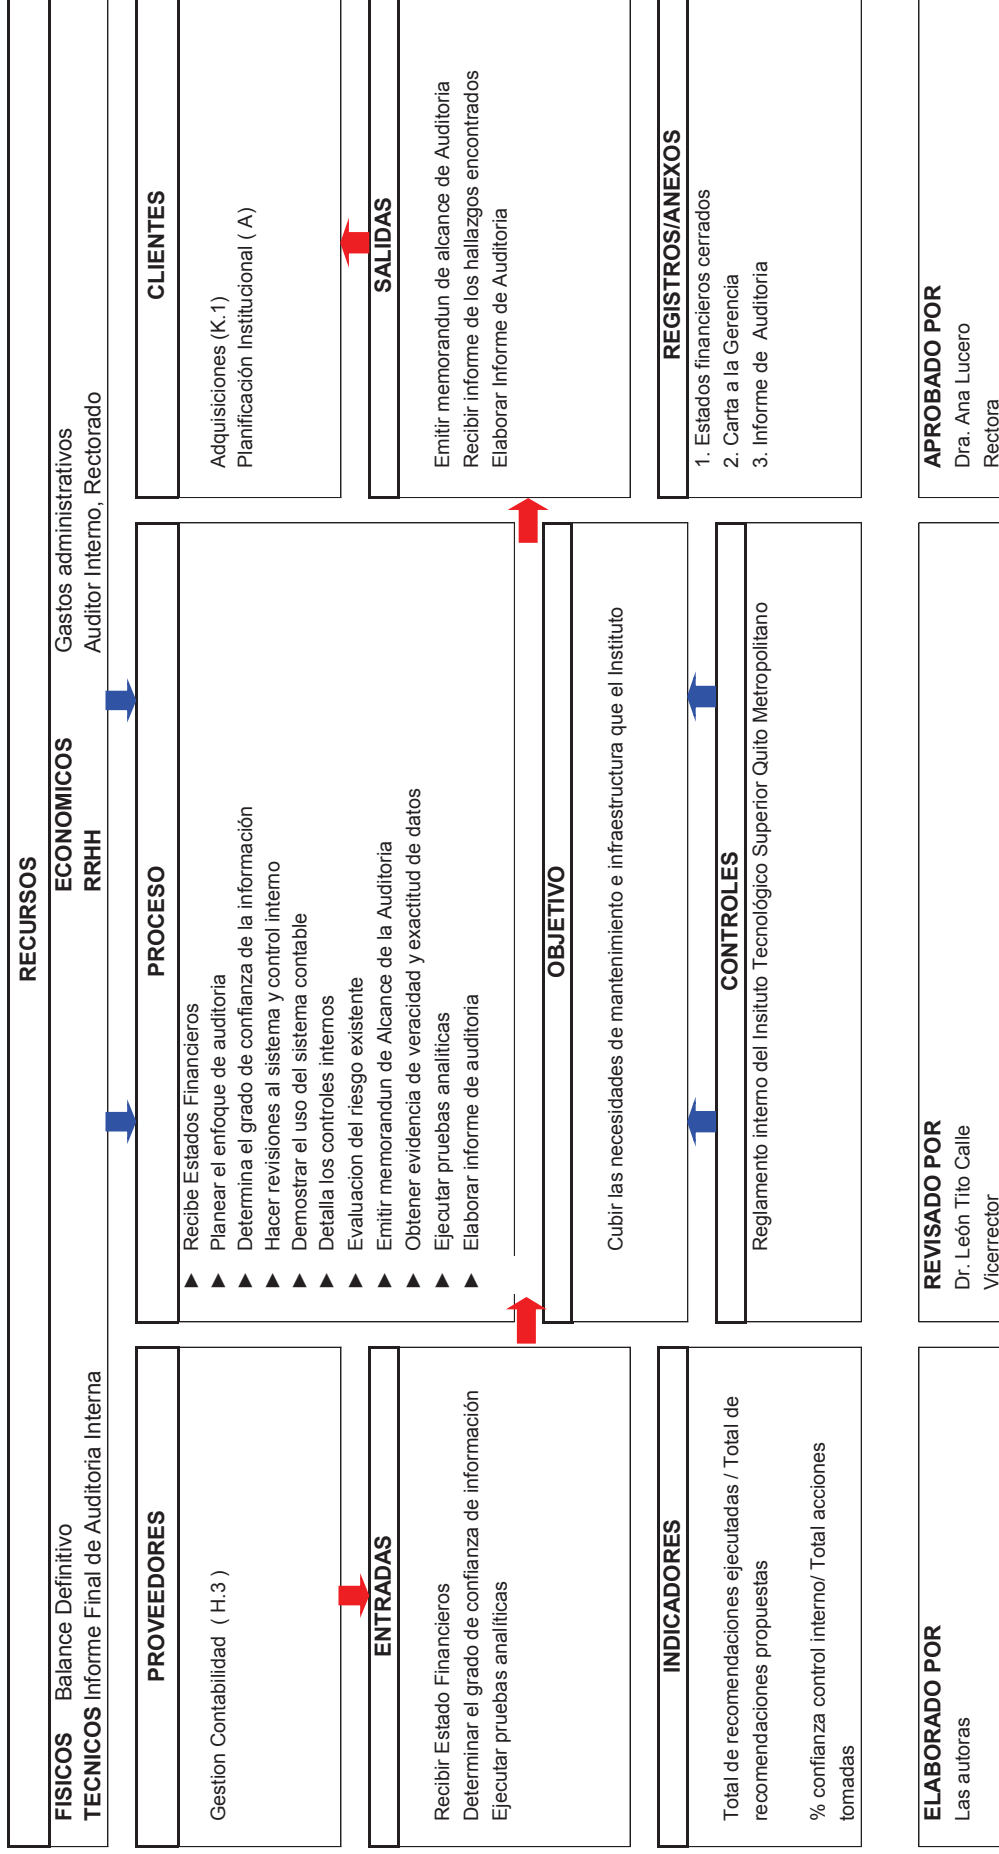 RECURSOS
FISICOS Balance Definitivo
ECONOMICOS Gastos administrativos
TECNICOS Informe Final de Auditoria Interna
RRHH Auditor Interno, Rectorado
PROVEEDORES
Gestion Contabilidad ( H.3 )
PROCESO
▶ Recibe Estados Financieros
▶ Planear el enfoque de auditoria
▶ Determina el grado de confianza de la información
▶ Hacer revisiones al sistema y control interno
▶ Demostrar el uso del sistema contable
▶ Detalla los controles internos
▶ Evaluacion del riesgo existente
▶ Emitir memorandun de Alcance de la Auditoria
▶ Obtener evidencia de veracidad y exactitud de datos
▶ Ejecutar pruebas analiticas
▶ Elaborar informe de auditoria
CLIENTES
Adquisiciones (K.1)
Planificación Institucional ( A)
ENTRADAS
Recibir Estado Financieros
Determinar el grado de confianza de información
Ejecutar pruebas analíticas
SALIDAS
Emitir memorandun de alcance de Auditoria
Recibir informe de los hallazgos encontrados
Elaborar Informe de Auditoria
OBJETIVO
Cubir las necesidades de mantenimiento e infraestructura que el Instituto
INDICADORES
Total de recomendaciones ejecutadas / Total de
recomendaciones propuestas
% confianza control interno/ Total acciones
tomadas
CONTROLES
Reglamento interno del Insituto Tecnológico Superior Quito Metropolitano
REGISTROS/ANEXOS
1. Estados financieros cerrados
2. Carta a la Gerencia
3. Informe de Auditoria
ELABORADO POR
Las autoras
REVISADO POR
Dr. León Tito Calle
Vicerrector
APROBADO POR
Dra. Ana Lucero
Rectora